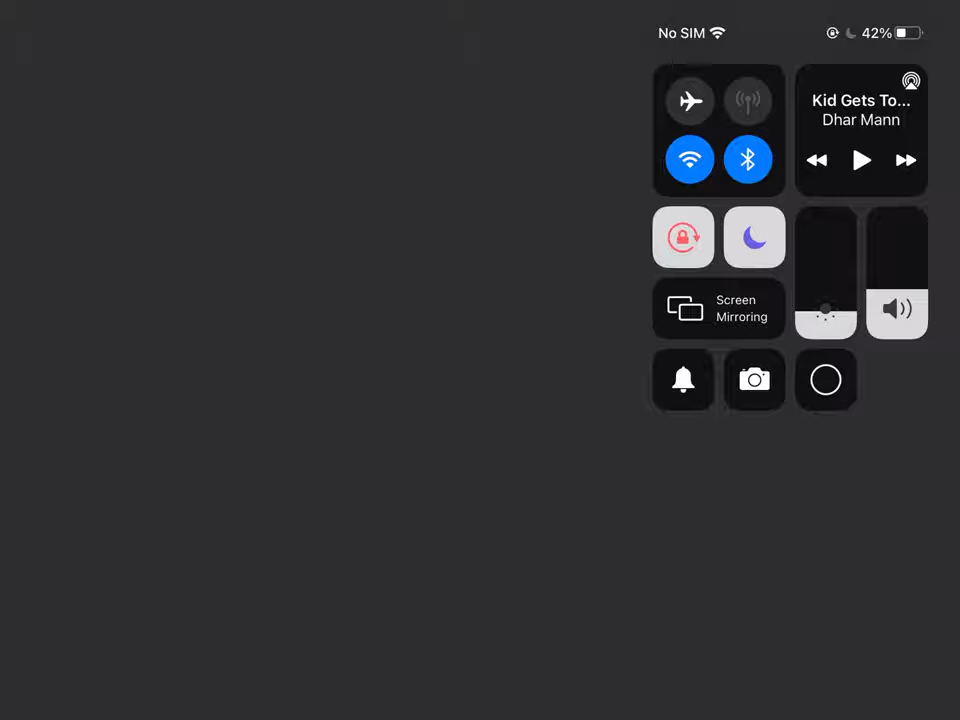 No SIM
42%
Kid Gets To...
Dhar Mann
Screen
Mirroring